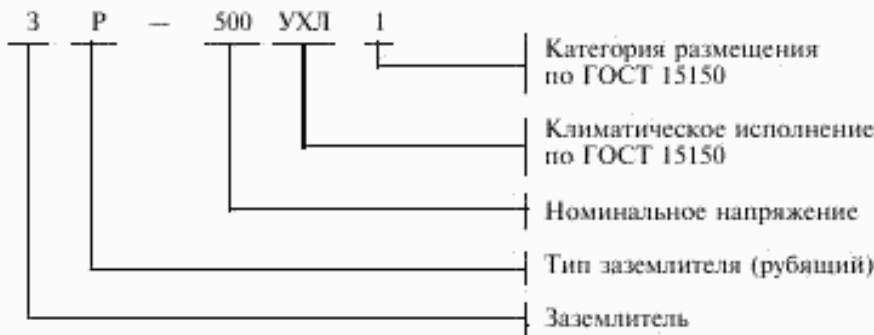 З Р — 500 УХЛ 1
Категория размещения
по ГОСТ 15150
Климатическое исполнение
по ГОСТ 15150
Номинальное напряжение
Тип заземлителя (рубящий)
Заземлитель